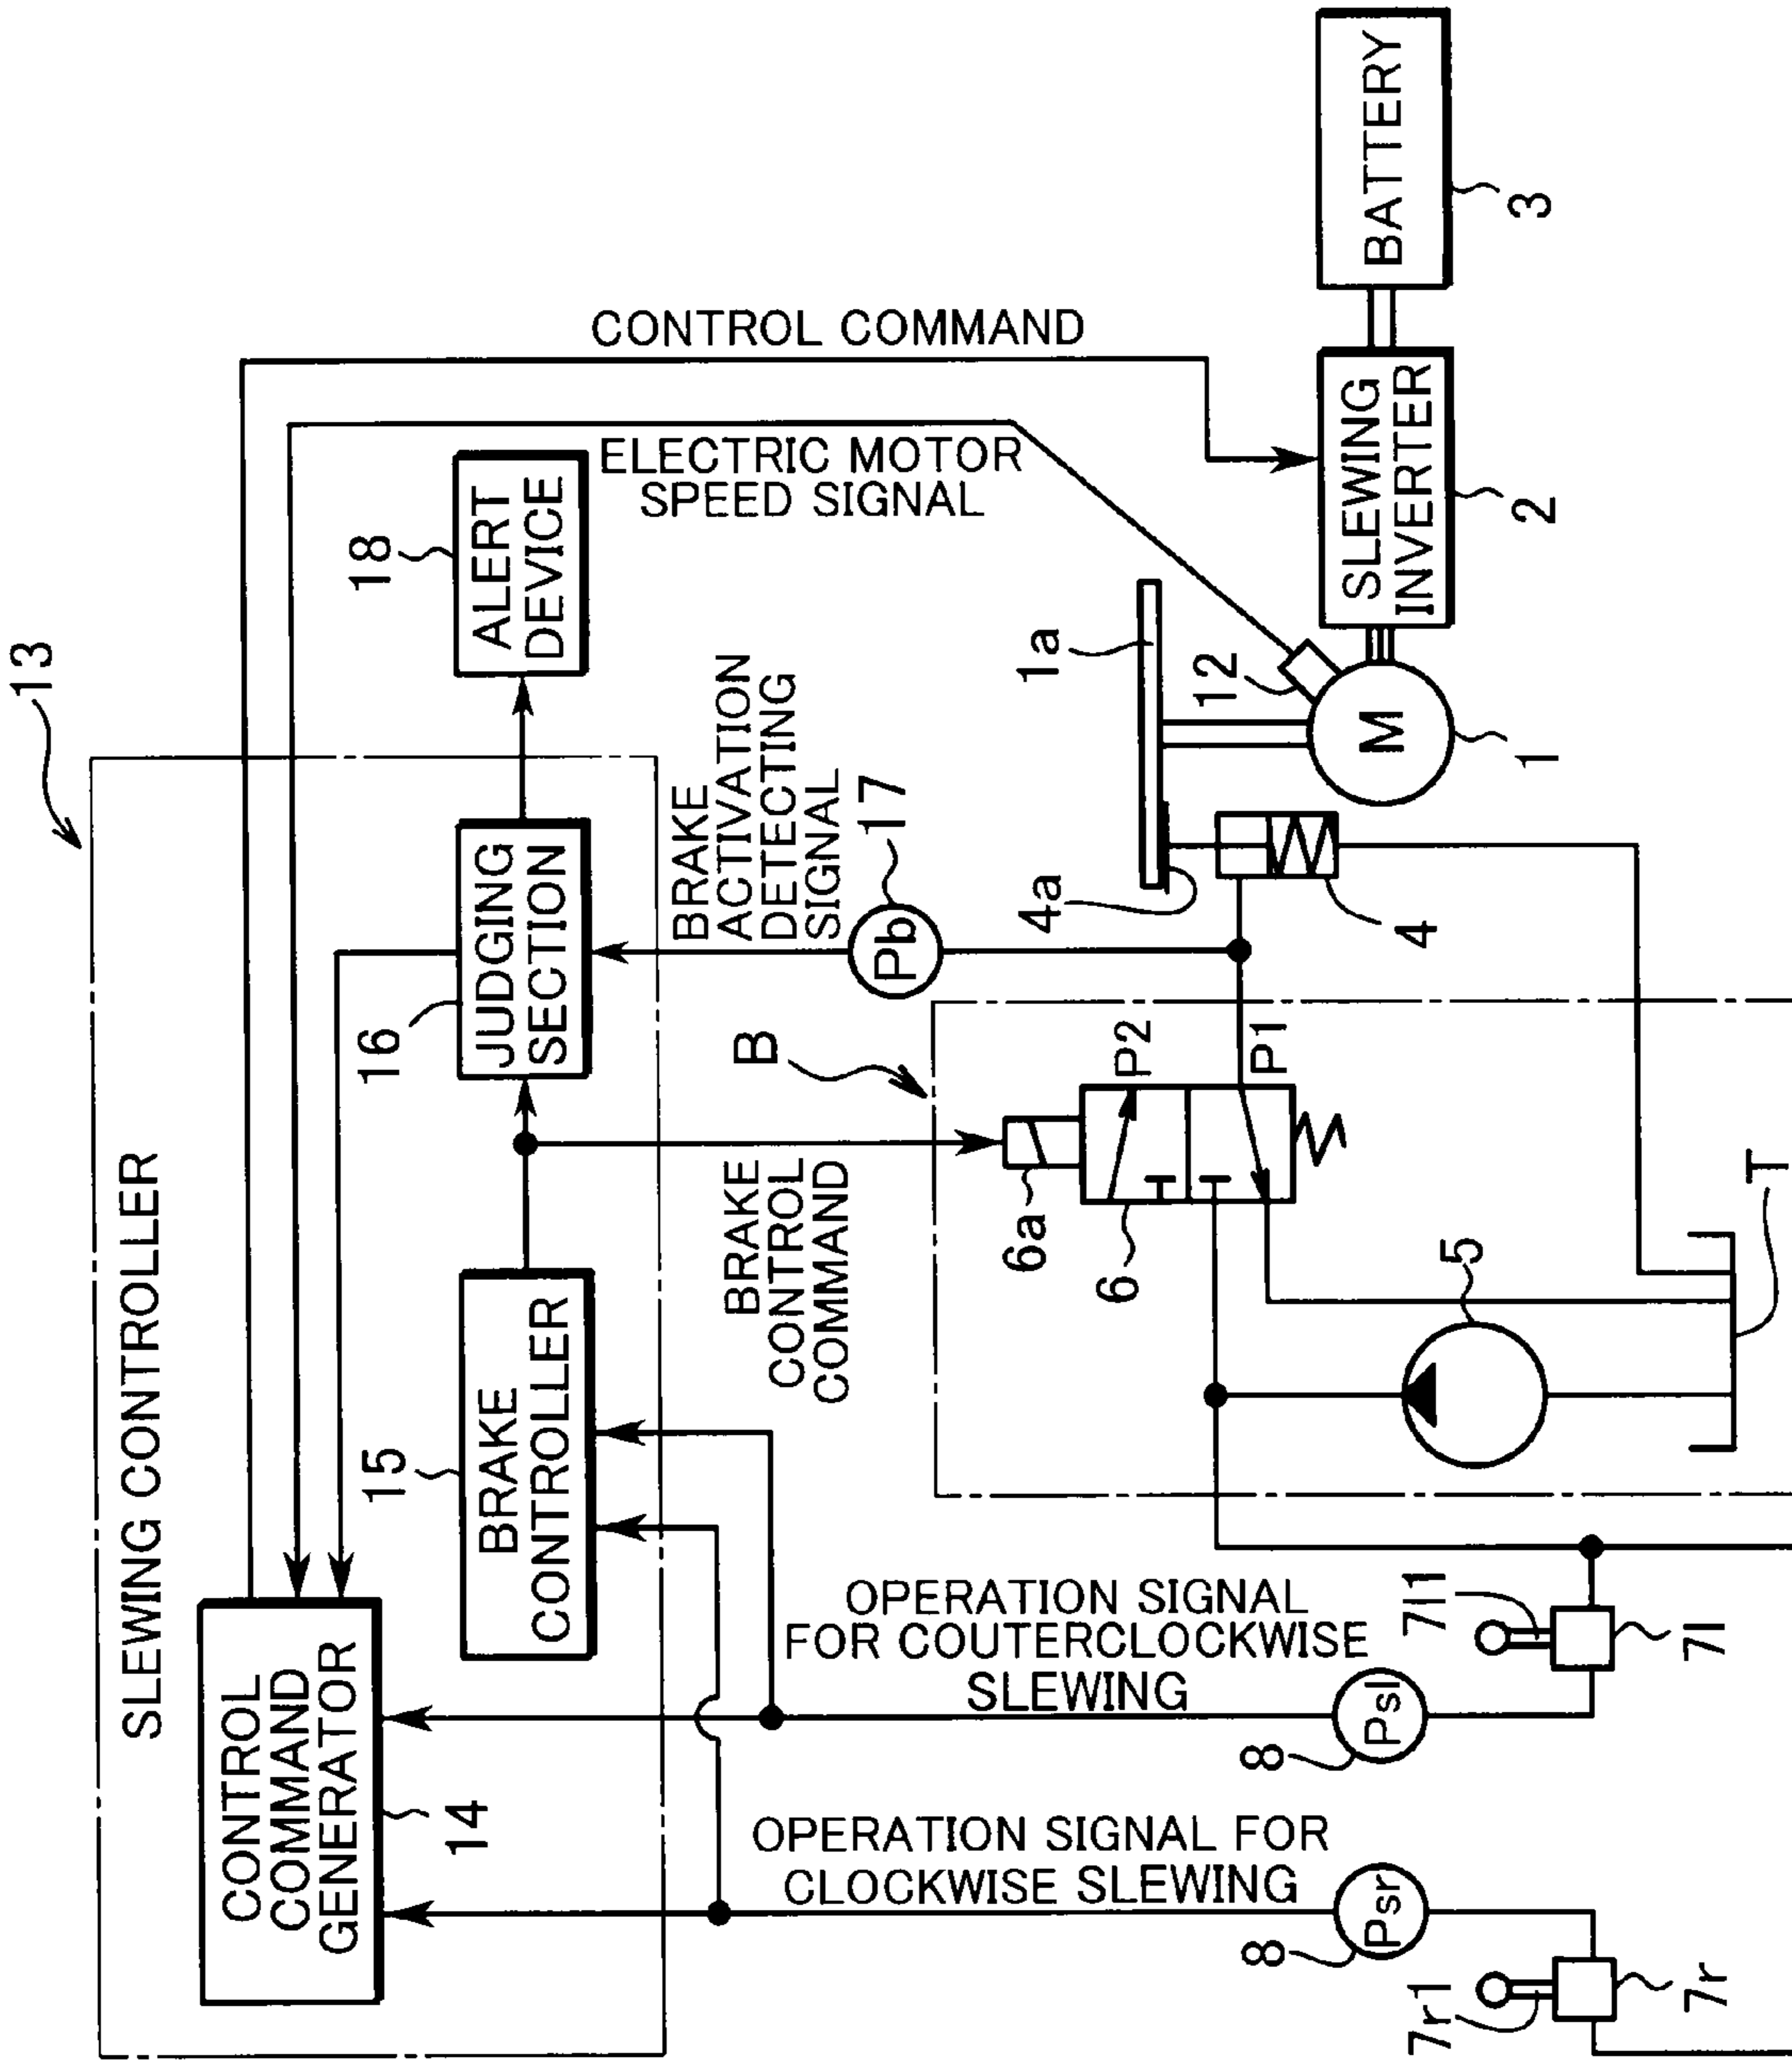 13
SLEWING CONTROLLER
CONTROL
COMMAND
GENERATOR
14
15
BRAKE
CONTROLLER
16
JUDGING
SECTION
18
ALERT
DEVICE
CONTROL COMMAND
ELECTRIC MOTOR
SPEED SIGNAL
BRAKE
ACTIVATION
DETECTING
SIGNAL
17
Pb
BRAKE
CONTROL
COMMAND
B
6a
6
P2
P1
5
T
4a
4
1a
12
M
1
SLEWING
INVERTER
2
BATTERY
3
OPERATION SIGNAL
FOR COUTERCLOCKWISE
SLEWING
8
Psl
7l1
7l
OPERATION SIGNAL FOR
CLOCKWISE SLEWING
8
Psr
7r1
7r